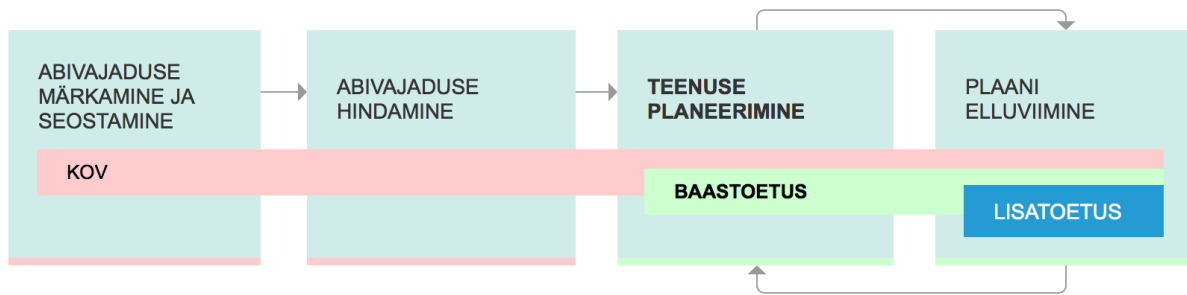 ABIVAJADUSE
MÄRKAMINE JA
SEOSTAMINE
ABIVAJADUSE
HINDAMINE
TEENUSE
PLANEERIMINE
PLAANI
ELLUVIIMINE
KOV
BAASTOETUS
LISATOETUS